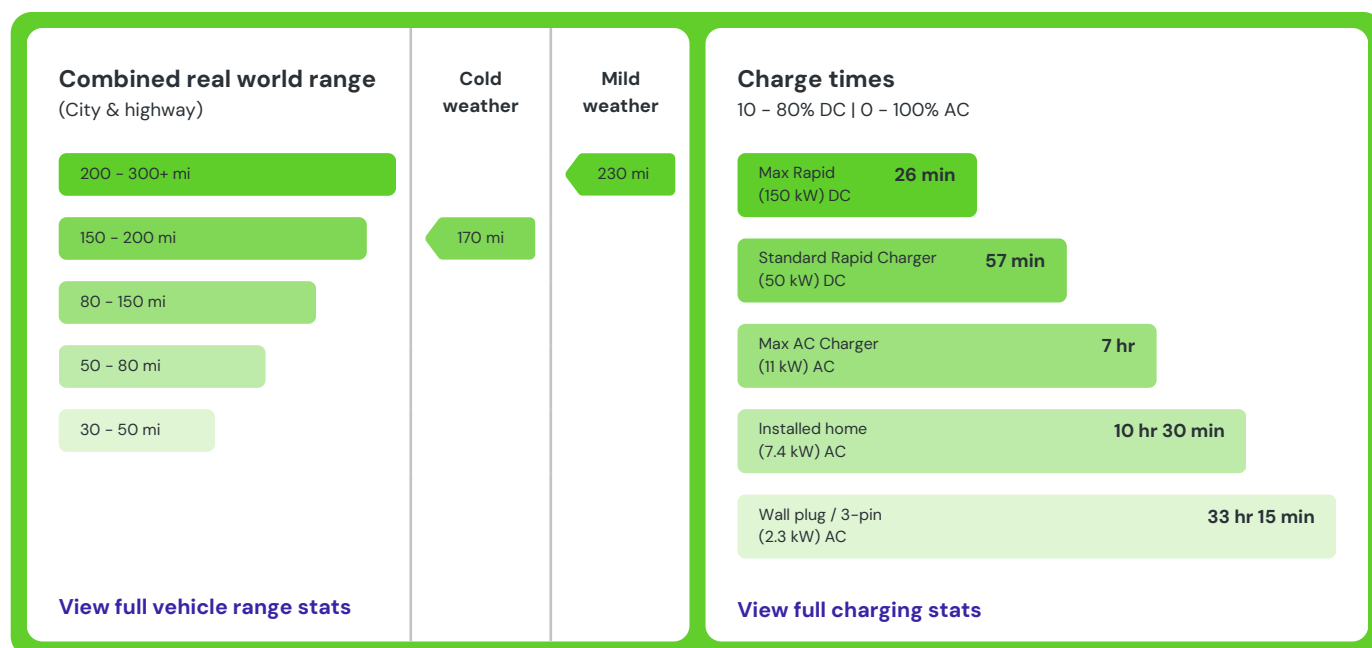 Combined real world range
(City & highway)
Cold
weather
Mild
weather
200 - 300+ mi
230 mi
150 - 200 mi
170 mi
80 - 150 mi
50 - 80 mi
30 - 50 mi
View full vehicle range stats
Charge times
10 - 80% DC | 0 - 100% AC
Max Rapid
(150 kW) DC
26 min
Standard Rapid Charger
(50 kW) DC
57 min
Max AC Charger
(11 kW) AC
7 hr
Installed home
(7.4 kW) AC
10 hr 30 min
Wall plug / 3-pin
(2.3 kW) AC
33 hr 15 min
View full charging stats